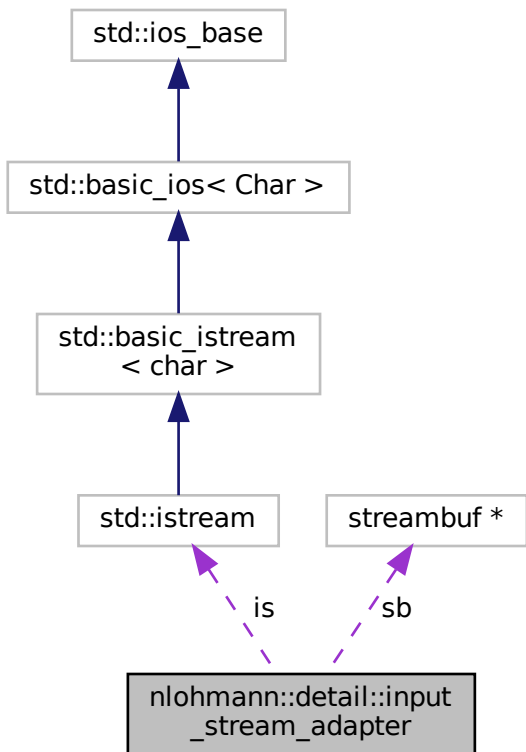 std::ios_base
std::basic_ios< Char >
std::basic_istream
< char >
std::istream
streambuf *
is
sb
nlohmann::detail::input
_stream_adapter